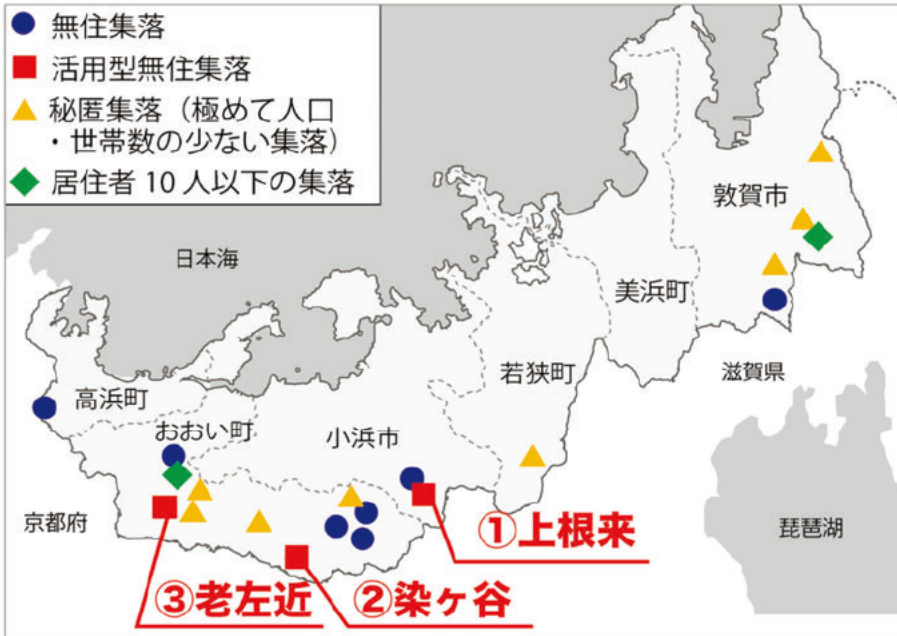 無住集落
活用型無住集落
秘匿集落（極めて人口
・世帯数の少ない集落）
居住者 10 人以下の集落
敦賀市
日本海
美浜町
若狭町
滋賀県
高浜町
おおい町
小浜市
京都府
①上根来
琵琶湖
③老左近
②染ヶ谷